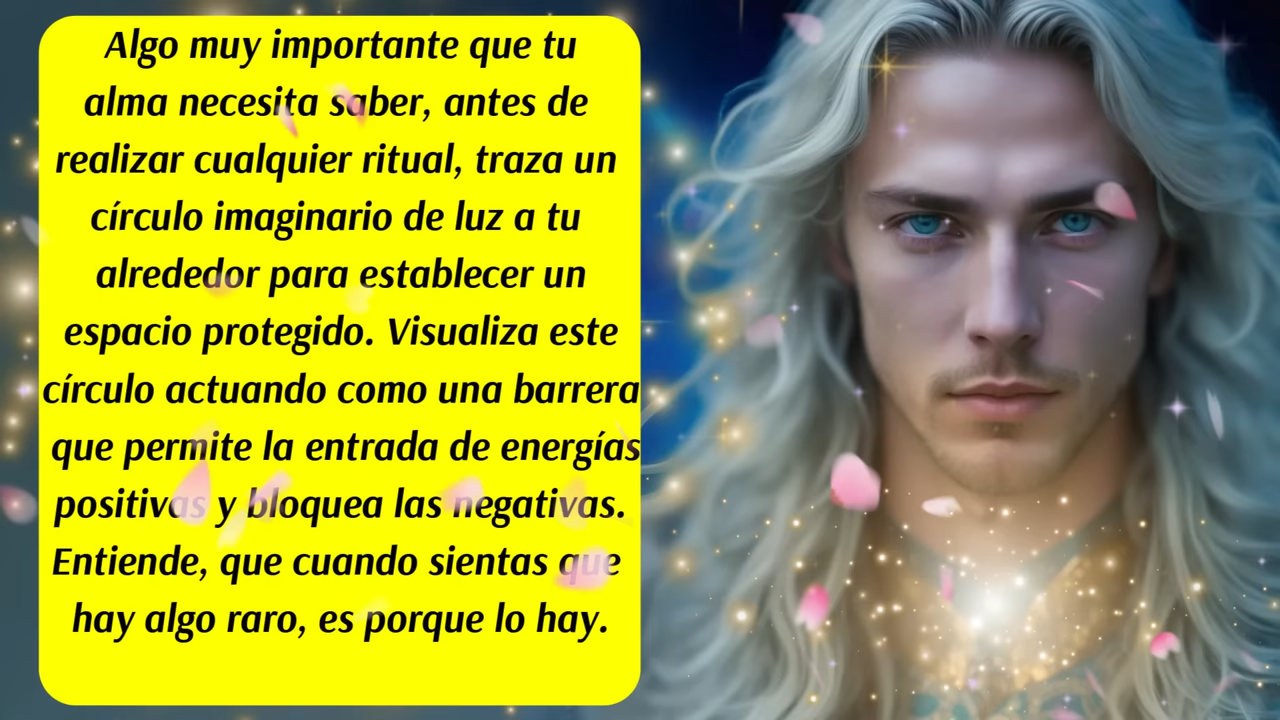 Algo muy importante que tu
alma necesita saber, antes de
realizar cualquier ritual, traza un
círculo imaginario de luz a tu
alrededor para establecer un
espacio protegido. Visualiza este
círculo actuando como una barrera
que permite la entrada de energías
positivas y bloquea las negativas.
Entiende, que cuando sientas que
hay algo raro, es porque lo hay.